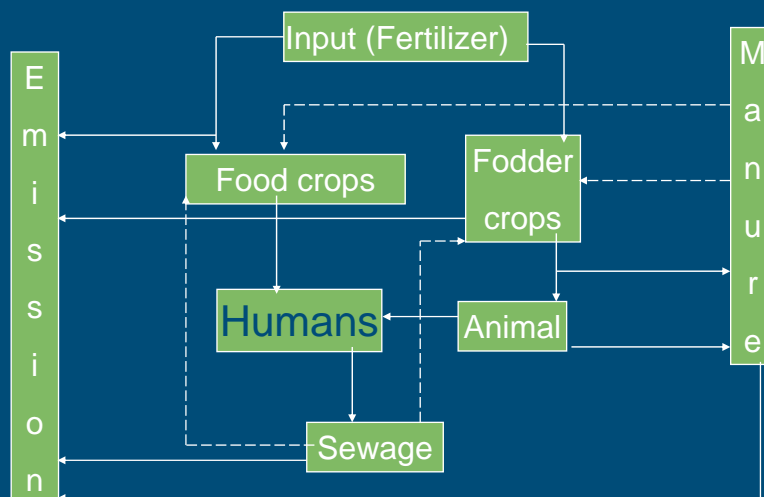 Input (Fertilizer)
E
m
i
s
s
i
o
n
M
a
n
u
r
e
Food crops
Fodder
crops
Humans
Animal
Sewage